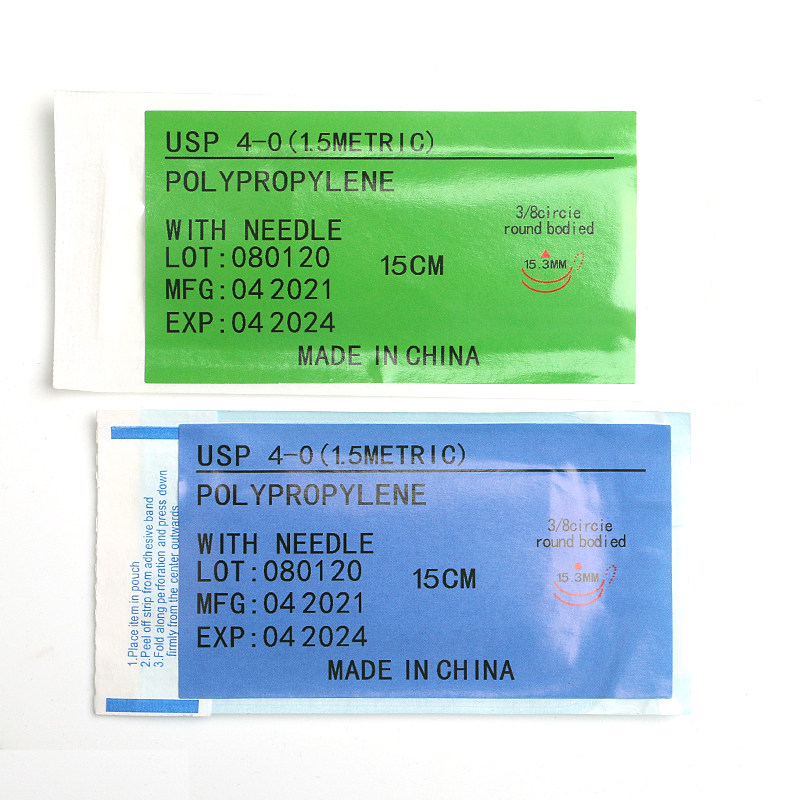 USP 4-0(1.5METRIC)
POLYPROPYLENE
WITH NEEDLE
LOT:080120
MFG:04 2021
EXP:04 2024
15CM
3/8circie
round bodied
15.3MM
MADE IN CHINA
USP 4-0(1.5METRIC)
POLYPROPYLENE
WITH NEEDLE
LOT:080120
MFG:04 2021
EXP:04 2024
15CM
3/8circie
round bodied
15.3MM
MADE IN CHINA
1.Place item in pouch
2.Peel off strip from adhesive band
3.Fold along perforation and press down
firmly from the center outwards